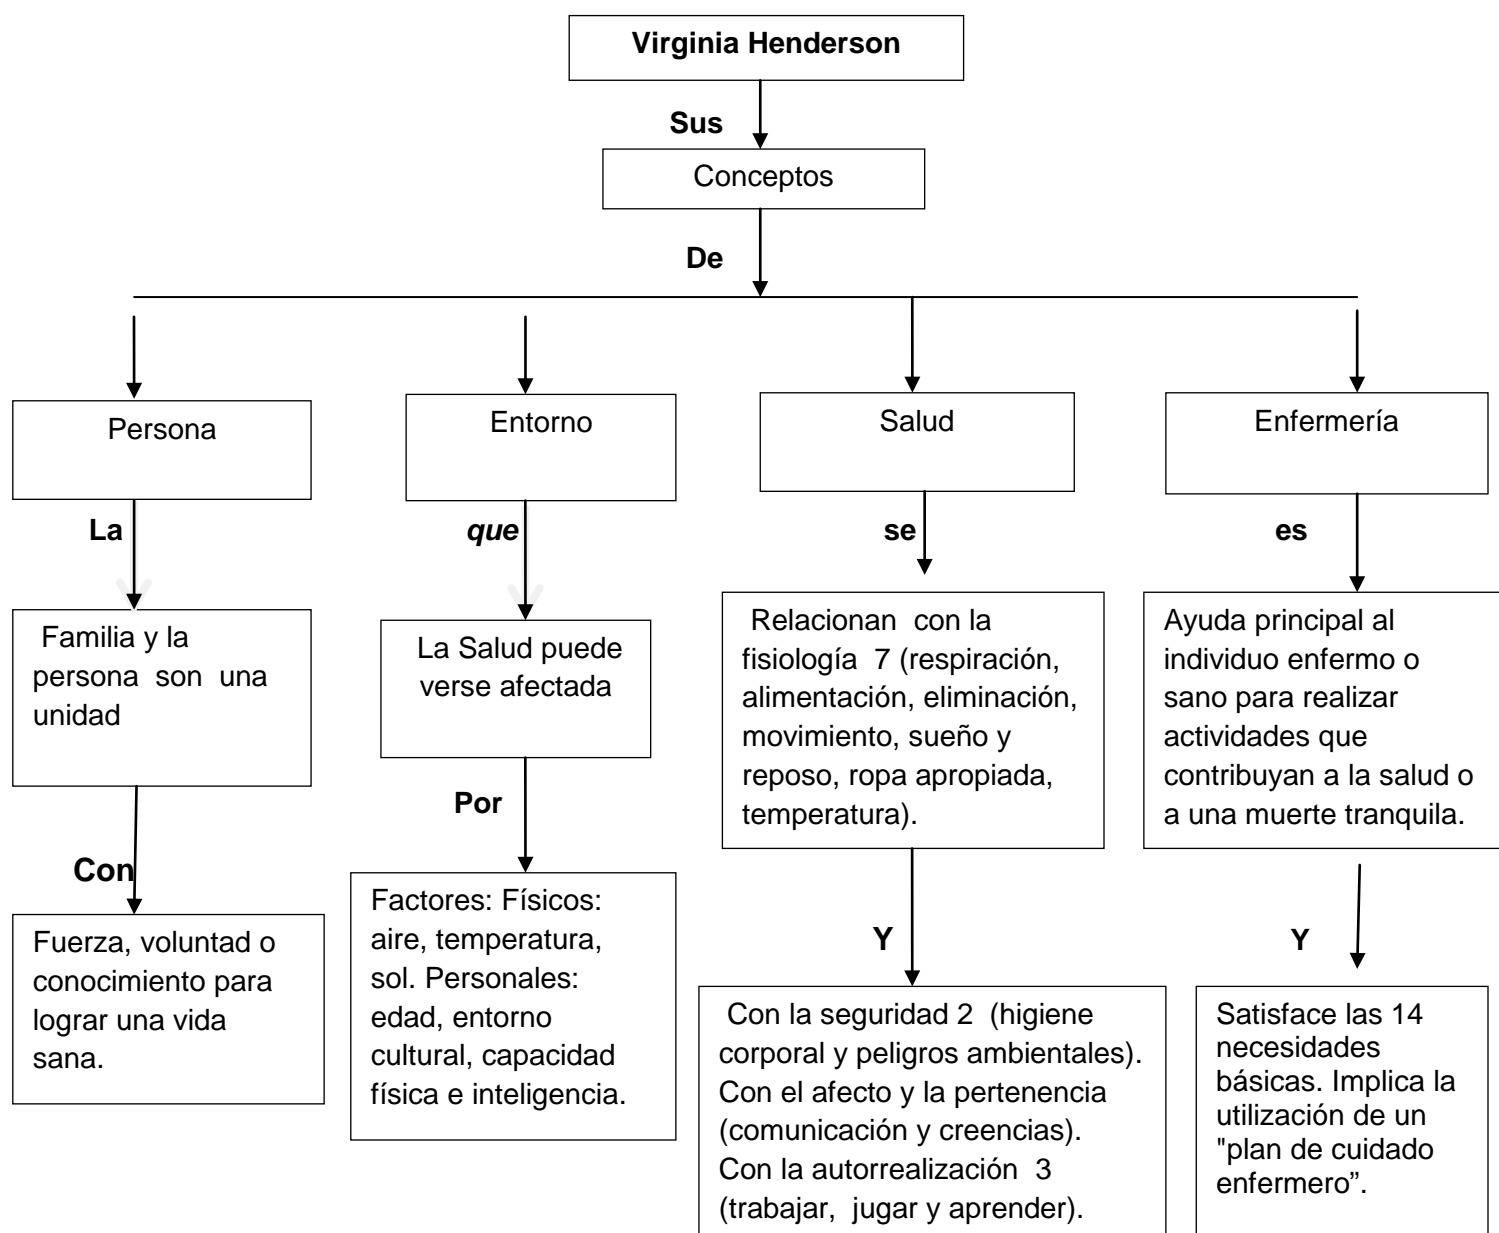 Virginia Henderson
Sus
Conceptos
De
Persona
Entorno
Salud
Enfermería
La
que
se
es
Familia y la
persona son una
unidad
La Salud puede
verse afectada
Relacionan con la
fisiología 7 (respiración,
alimentación, eliminación,
movimiento, sueño y
reposo, ropa apropiada,
temperatura).
Ayuda principal al
individuo enfermo o
sano para realizar
actividades que
contribuyan a la salud o
a una muerte tranquila.
Con
Por
Y
Y
Fuerza, voluntad o
conocimiento para
lograr una vida
sana.
Factores: Físicos:
aire, temperatura,
sol. Personales:
edad, entorno
cultural, capacidad
física e inteligencia.
Con la seguridad 2 (higiene
corporal y peligros ambientales).
Con el afecto y la pertenencia
(comunicación y creencias).
Con la autorrealización 3
(trabajar, jugar y aprender).
Satisface las 14
necesidades
básicas. Implica la
utilización de un
"plan de cuidado
enfermero”.